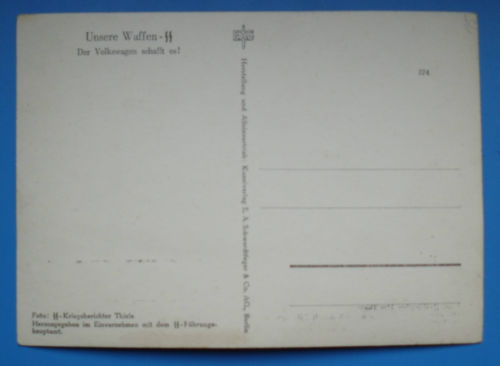 Unsere Waffen-ᛋᛋ
Der Volkswagen schafft es!
Herstellung und Alleinvertrieb Kunstverlag E. A. Schwerdtfeger & Co. AG., Berlin
224
Foto: ᛋᛋ-Kriegsberichter Thiele
Herausgegeben im Einvernehmen mit dem ᛋᛋ-Führungs-
hauptamt.